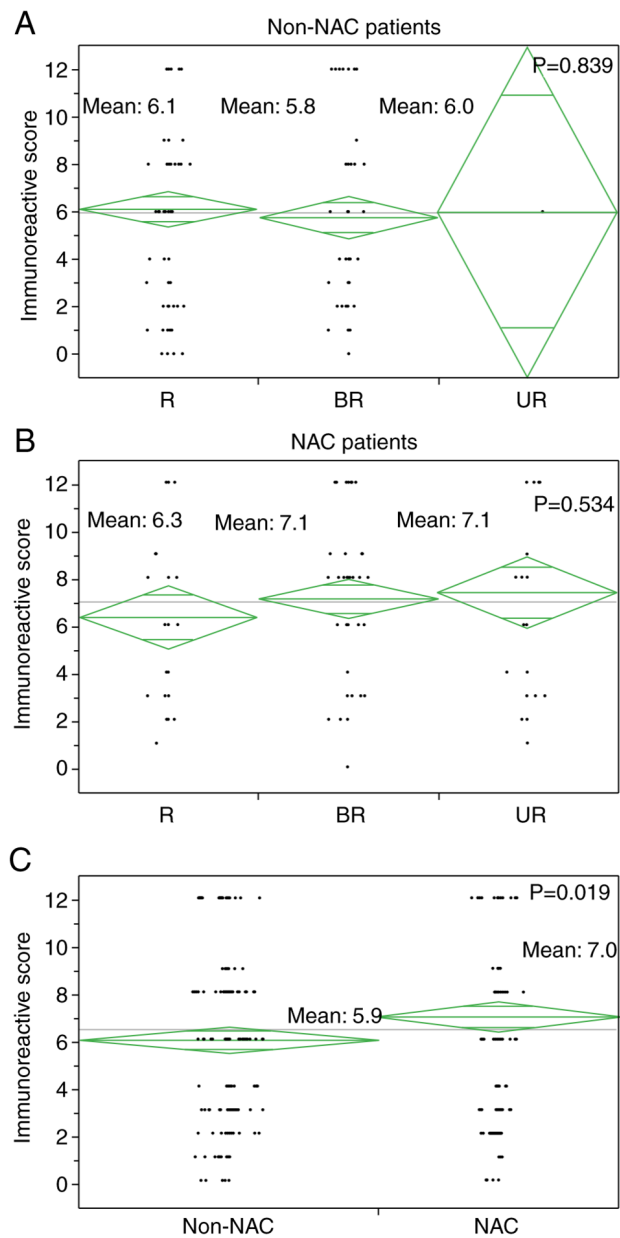 A
Non-NAC patients
12
10
8
6
4
2
0
Immunoreactive score
Mean: 6.1
Mean: 5.8
Mean: 6.0
P=0.839
R
BR
UR
B
NAC patients
12
10
8
6
4
2
0
Immunoreactive score
Mean: 6.3
Mean: 7.1
Mean: 7.1
P=0.534
R
BR
UR
C
12
10
8
6
4
2
0
Immunoreactive score
P=0.019
Mean: 7.0
Mean: 5.9
Non-NAC
NAC